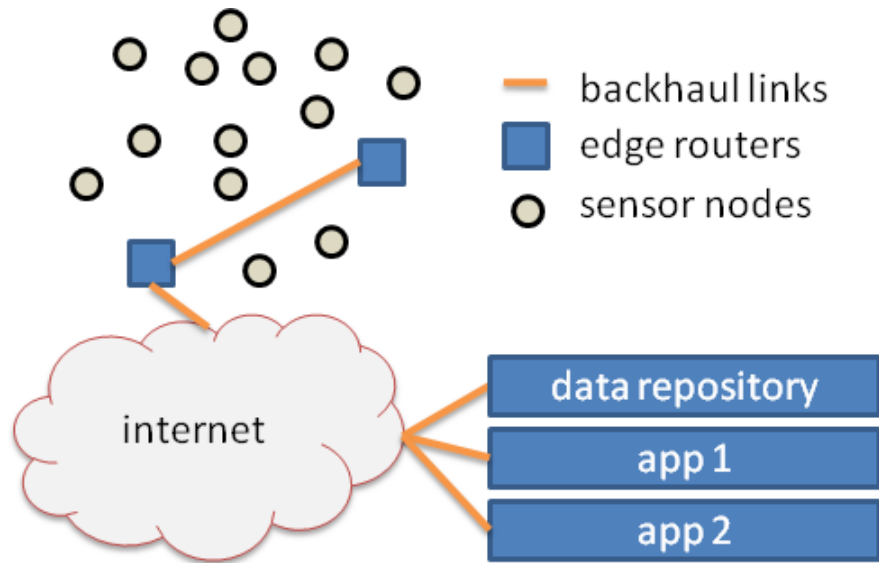 backhaul links
edge routers
sensor nodes
internet
data repository
app 1
app 2